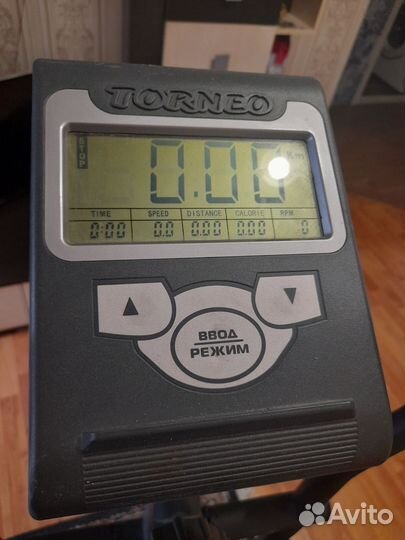 TORNEO
STOP
0.00 Km
TIME SPEED DISTANCE CALORIE RPM
0:00 0.0 0.00 0.00 0
ВВОД
РЕЖИМ
Avito